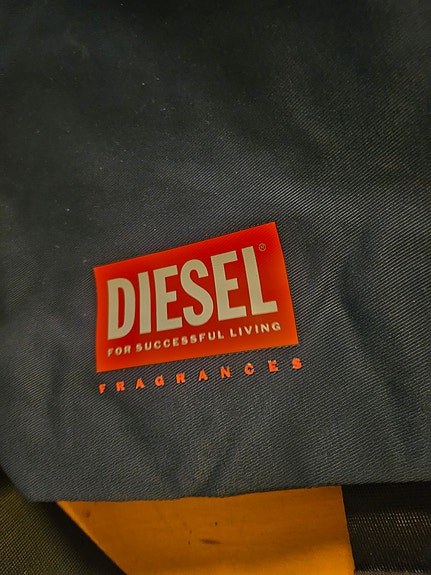 DIESEL®
FOR SUCCESSFUL LIVING
FRAGRANCES